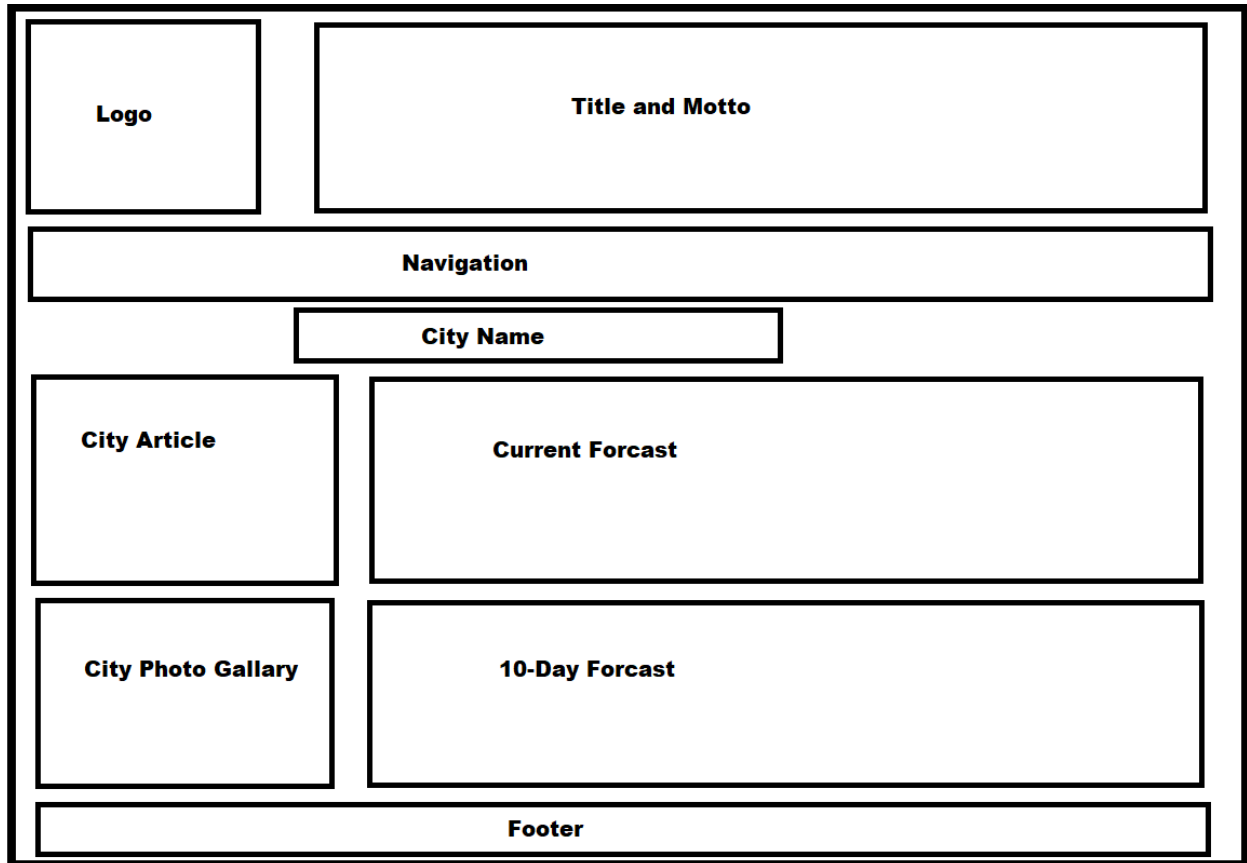 Logo
Title and Motto
Navigation
City Name
City Article
Current Forcast
City Photo Gallary
10-Day Forcast
Footer